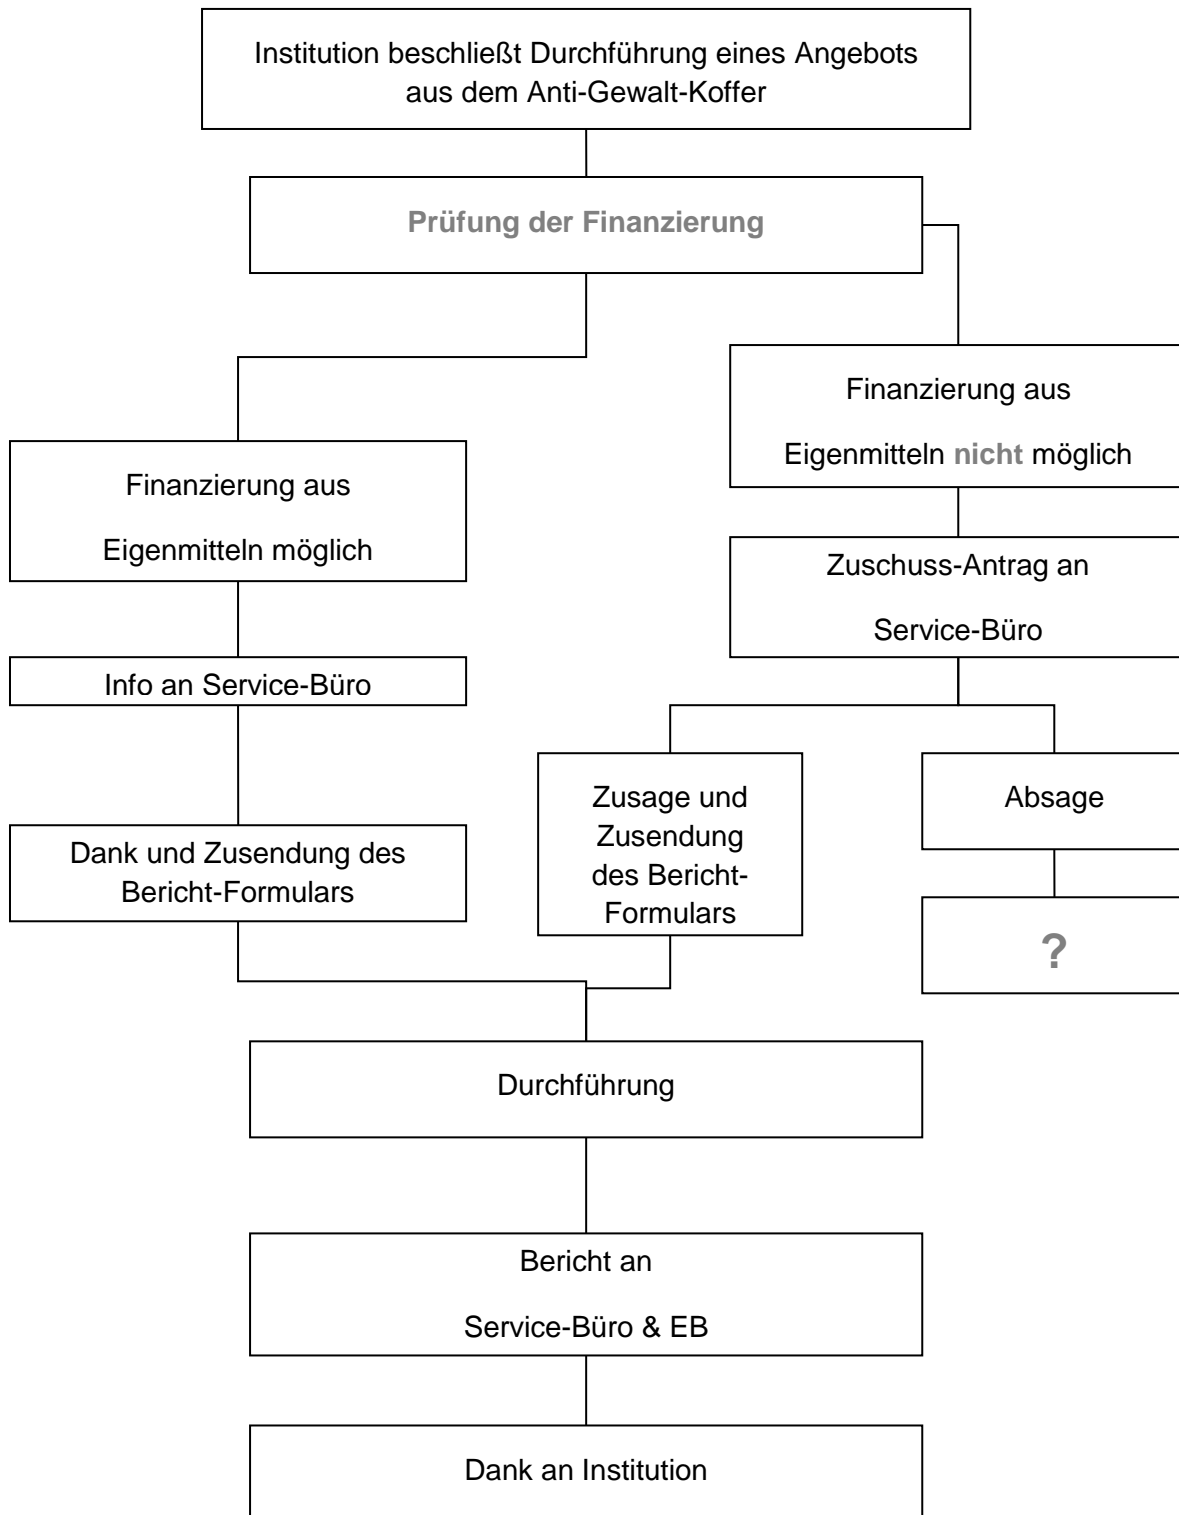 Institution beschließt Durchführung eines Angebots
aus dem Anti-Gewalt-Koffer
Prüfung der Finanzierung
Finanzierung aus
Eigenmitteln nicht möglich
Finanzierung aus
Eigenmitteln möglich
Zuschuss-Antrag an
Service-Büro
Info an Service-Büro
Zusage und
Zusendung
des Bericht-
Formulars
Absage
Dank und Zusendung des
Bericht-Formulars
?
Durchführung
Bericht an
Service-Büro & EB
Dank an Institution